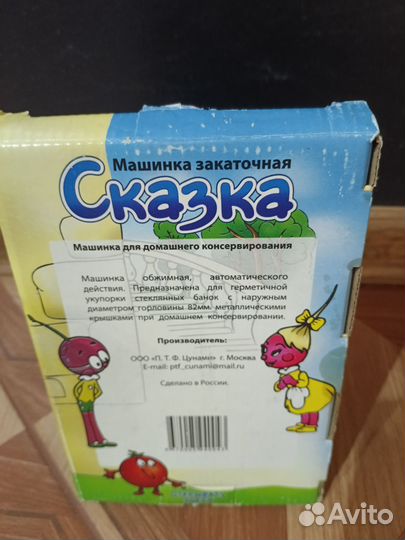 Машинка закаточная
Сказка
Машинка для домашнего консервирования
Машинка обжимная, автоматического
действия. Предназначена для герметичной
укупорки стеклянных банок с наружным
диаметром горловины 82мм. металлическими
крышками при домашнем консервировании.
Производитель:
ООО «П. Т. Ф. Цунами» г. Москва
E-mail: ptf_cunami@mail.ru
Сделано в России.
Avito